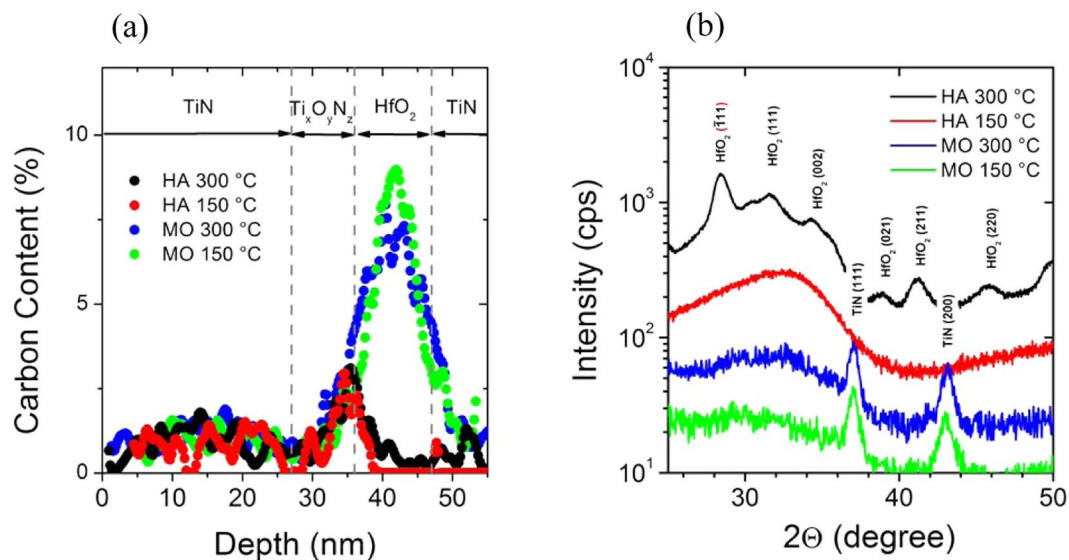 (a)
TiN TiₓOᵧN_z HfO₂ TiN
HA 300 °C
HA 150 °C
MO 300 °C
MO 150 °C
10
5
0
0 10 20 30 40 50
Carbon Content (%)
Depth (nm)
(b)
HA 300 °C
HA 150 °C
MO 300 °C
MO 150 °C
HfO₂ (1̄11)
HfO₂ (111)
HfO₂ (002)
TiN (111)
HfO₂ (021)
HfO₂ (211)
TiN (200)
HfO₂ (220)
10⁴
10³
10²
10¹
30 40 50
Intensity (cps)
2Θ (degree)